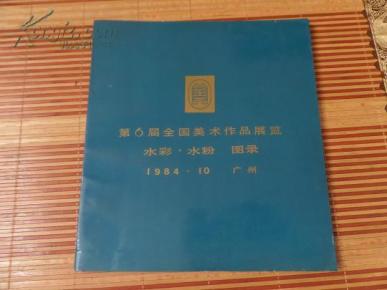 第6届全国美术作品展览
水彩·水粉 图录
1984·10 广州